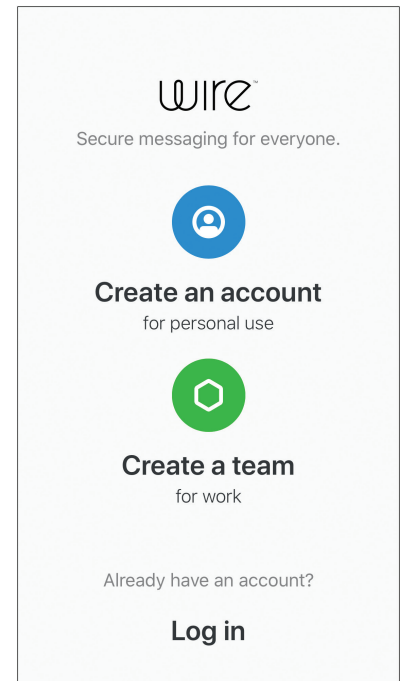 wire™
Secure messaging for everyone.
Create an account
for personal use
Create a team
for work
Already have an account?
Log in